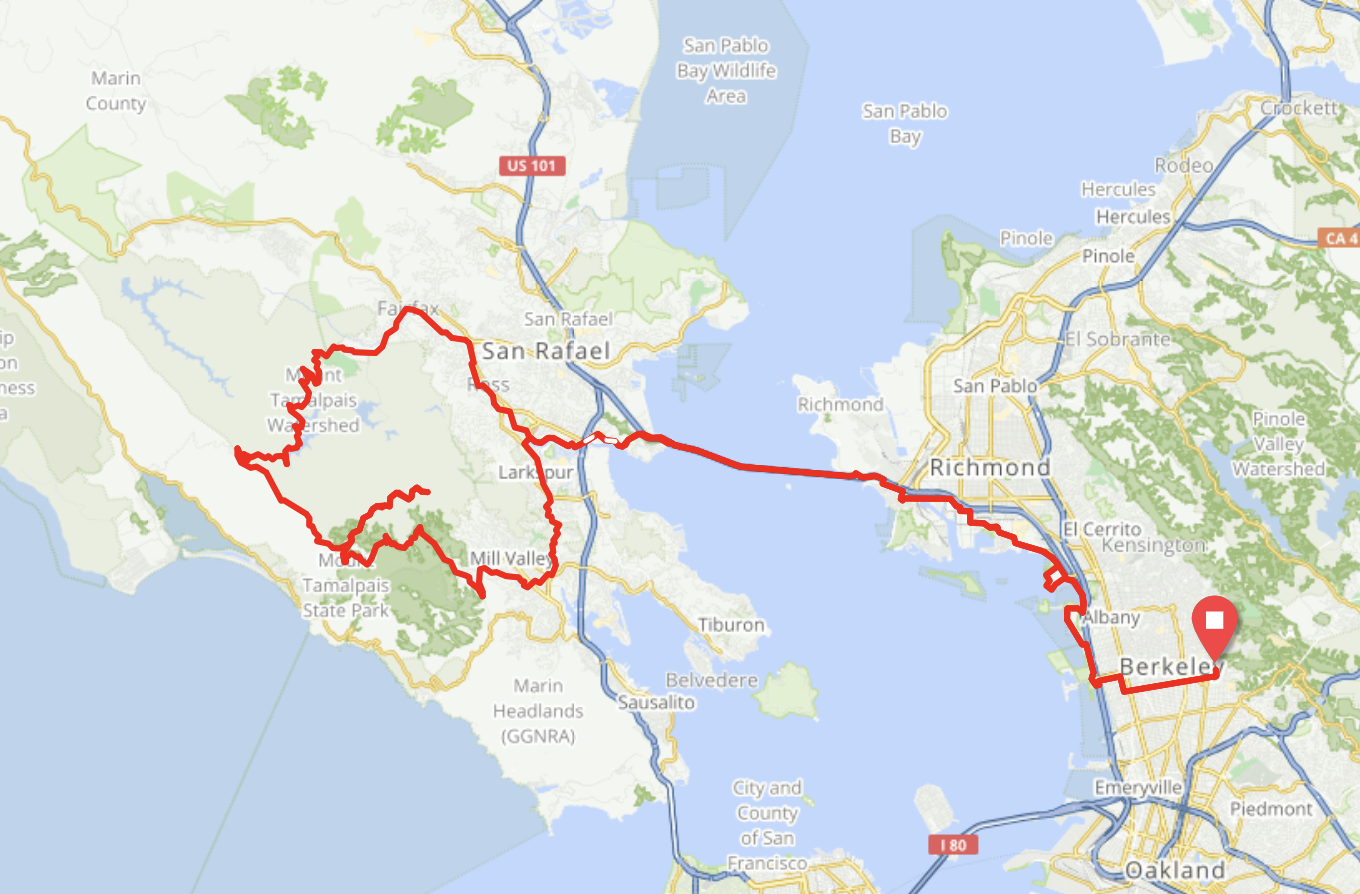 San Pablo
Bay Wildlife
Area
Marin
County
San Pablo
Bay
Crockett
US 101
Rodeo
Hercules
Hercules
Pinole
CA 4
Pinole
Fairfax
San Rafael
El Sobrante
San Rafael
Mount
Tamalpais
Watershed
Ross
San Pablo
Richmond
Pinole
Valley
Watershed
Larkspur
Richmond
El Cerrito
Kensington
Mount
Tamalpais
State Park
Mill Valley
Tiburon
Albany
Berkeley
Belvedere
Marin
Headlands
(GGNRA)
Sausalito
City and
County
of San
Francisco
Emeryville
Piedmont
I 80
Oakland